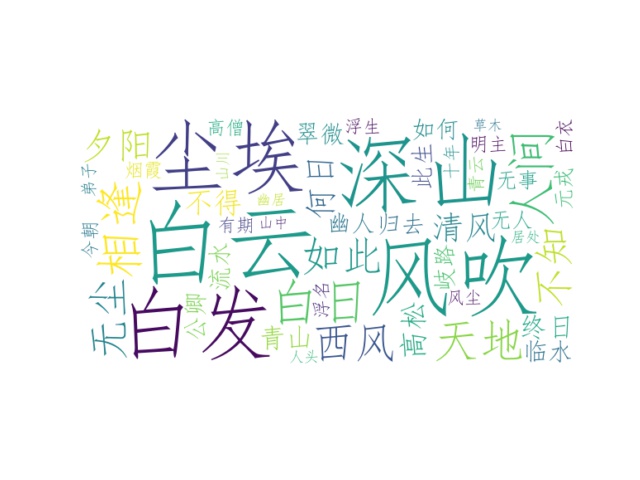 高僧
浮生
草木
夕阳
尘埃
翠微
如何
深山
明主
白衣
烟霞
山川
此生
十年
青云
无事
人间
弟子
相逢
不得
幽居
何日
元戎
今朝
白云
有期
山中
幽人归去
清风
无人
居处
不知
流水
如此
风吹
岐路
无尘
公卿
白日
浮名
风尘
白发
青山
人头
西风
高松
天地
终日
临水